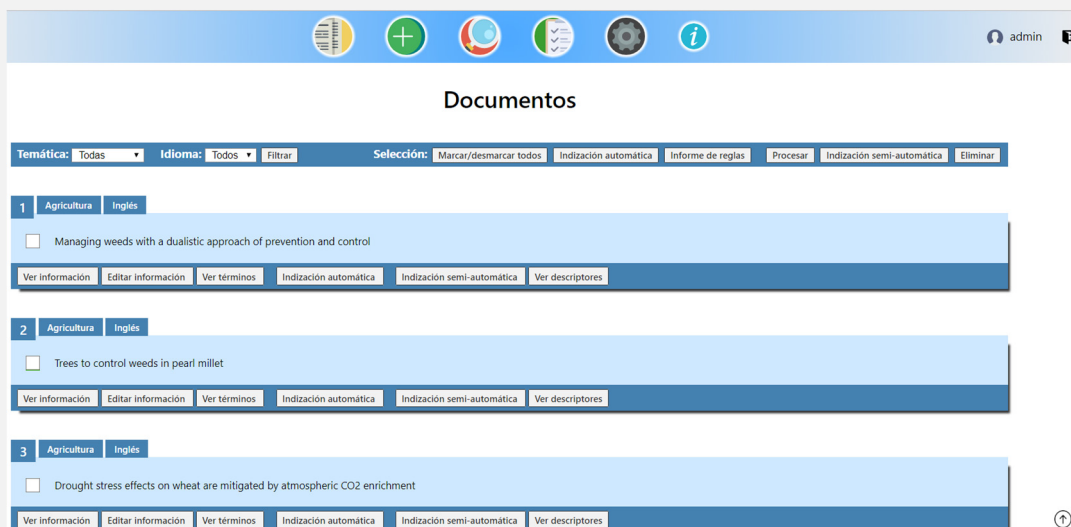 admin
Documentos
Temática: Todas Idioma: Todos Filtrar Selección: Marcar/desmarcar todos Indización automática Informe de reglas Procesar Indización semi-automática Eliminar
1 Agricultura Inglés
Managing weeds with a dualistic approach of prevention and control
Ver información Editar información Ver términos Indización automática Indización semi-automática Ver descriptores
2 Agricultura Inglés
Trees to control weeds in pearl millet
Ver información Editar información Ver términos Indización automática Indización semi-automática Ver descriptores
3 Agricultura Inglés
Drought stress effects on wheat are mitigated by atmospheric CO2 enrichment
Ver información Editar información Ver términos Indización automática Indización semi-automática Ver descriptores